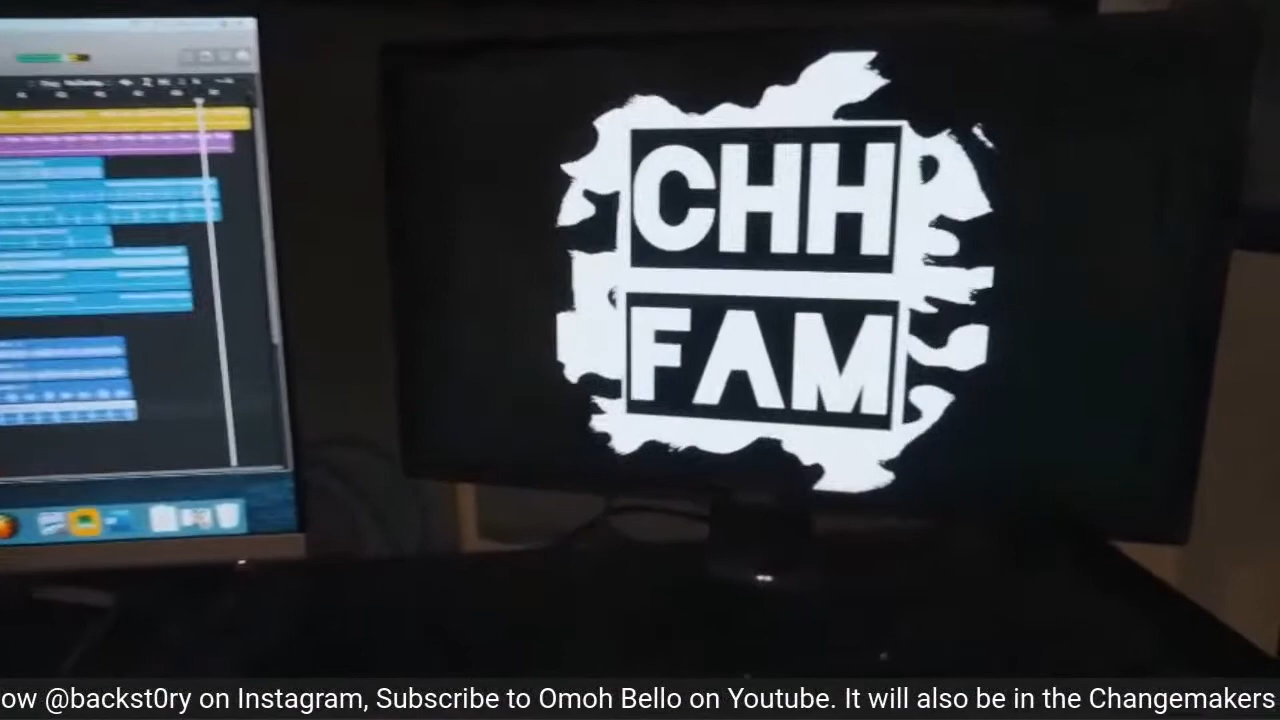 CHH
FAM
ow @backst0ry on Instagram, Subscribe to Omoh Bello on Youtube. It will also be in the Changemakers